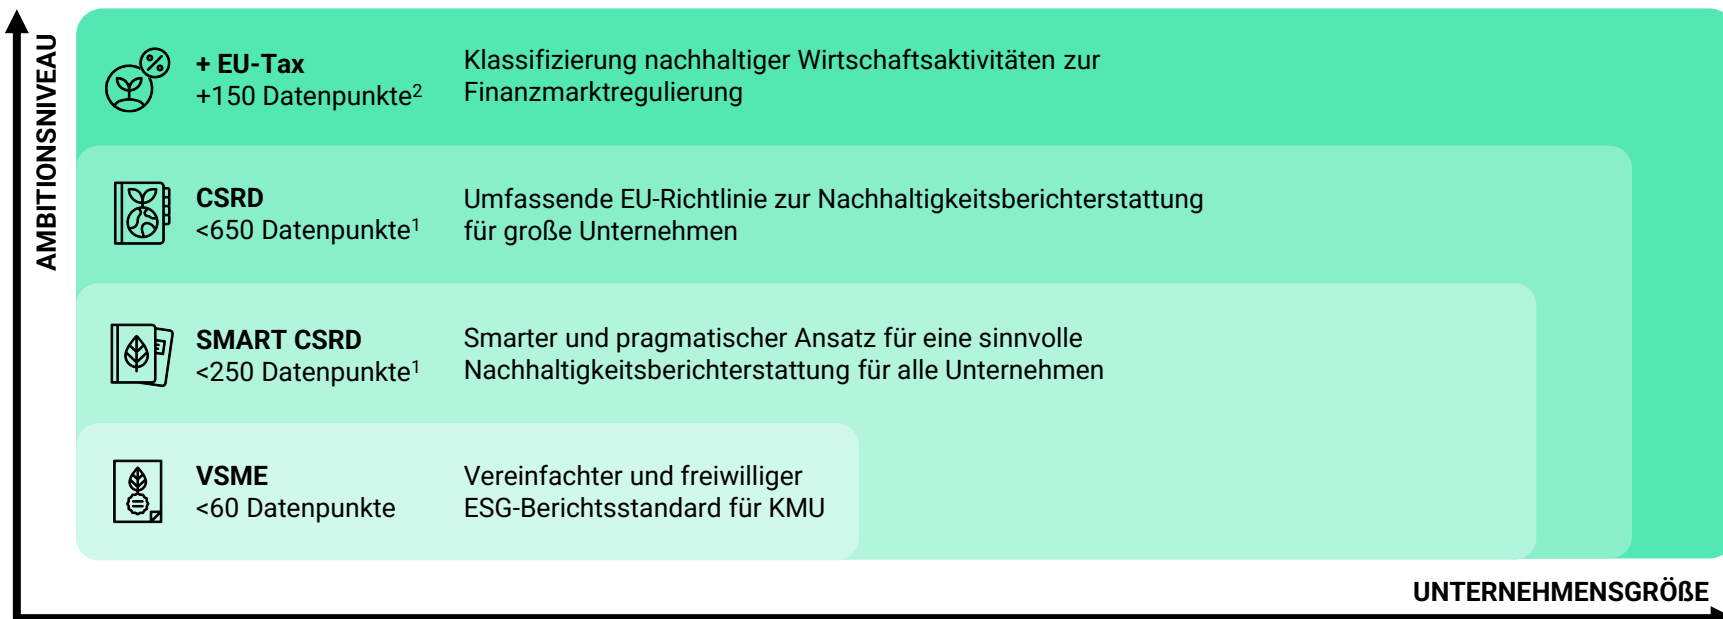 AMBITIONSNIVEAU
+ EU-Tax
+150 Datenpunkte²
Klassifizierung nachhaltiger Wirtschaftsaktivitäten zur
Finanzmarktregulierung
CSRD
<650 Datenpunkte¹
Umfassende EU-Richtlinie zur Nachhaltigkeitsberichterstattung
für große Unternehmen
SMART CSRD
<250 Datenpunkte¹
Smarter und pragmatischer Ansatz für eine sinnvolle
Nachhaltigkeitsberichterstattung für alle Unternehmen
VSME
<60 Datenpunkte
Vereinfachter und freiwilliger
ESG-Berichtsstandard für KMU
UNTERNEHMENSGRÖßE